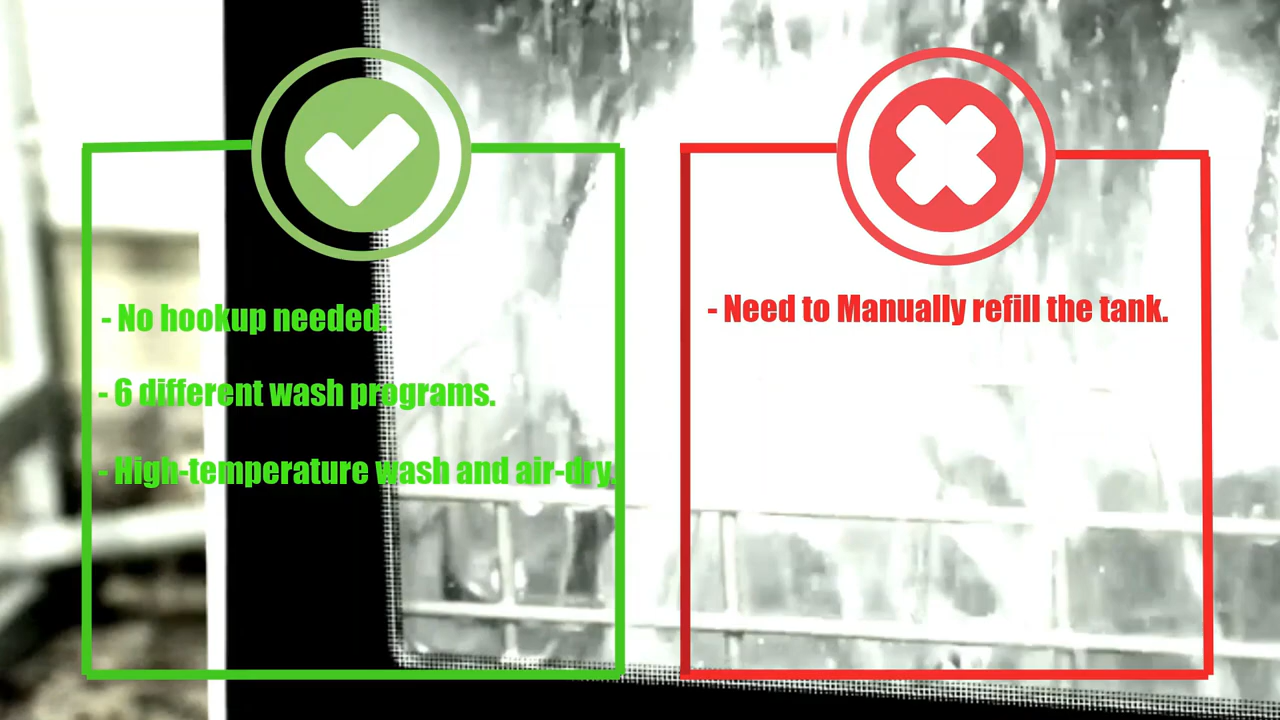 - No hookup needed.
- 6 different wash programs.
- High-temperature wash and air-dry.
- Need to Manually refill the tank.